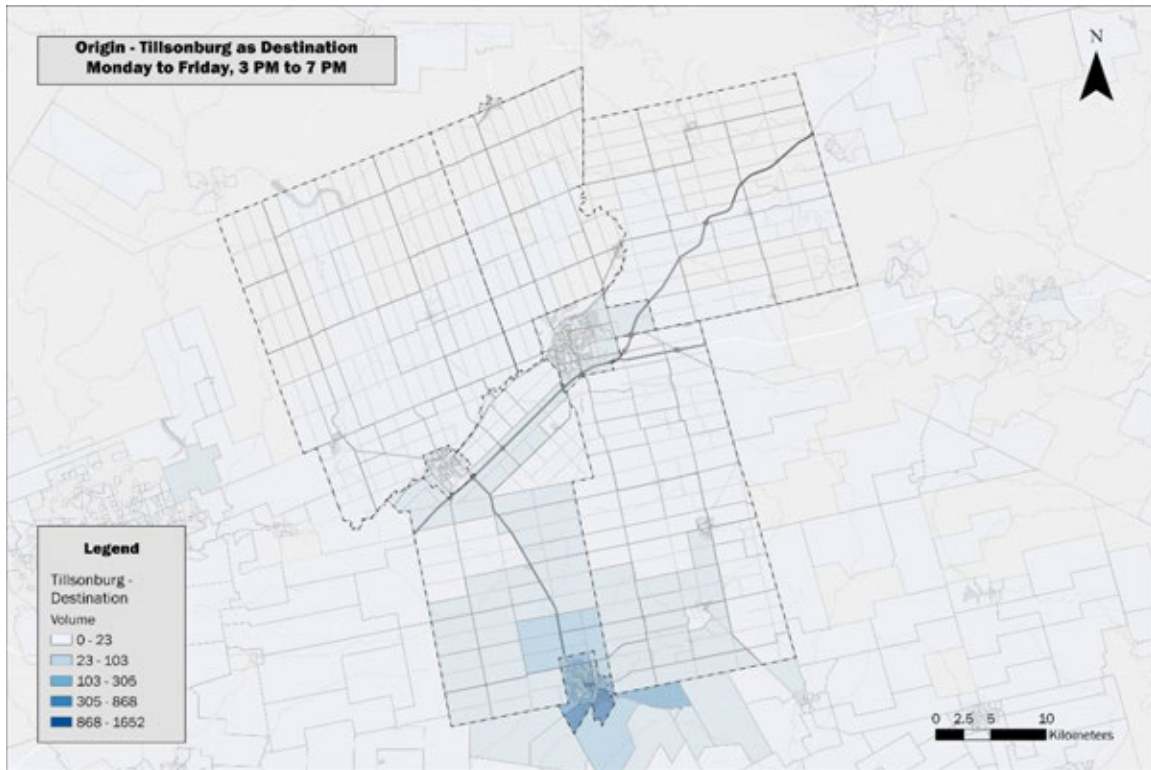 Origin - Tillsonburg as Destination
Monday to Friday, 3 PM to 7 PM
N
Legend
Tillsonburg -
Destination
Volume
0 - 23
23 - 103
103 - 305
305 - 868
868 - 1652
0 2.5 5 10
Kilometers